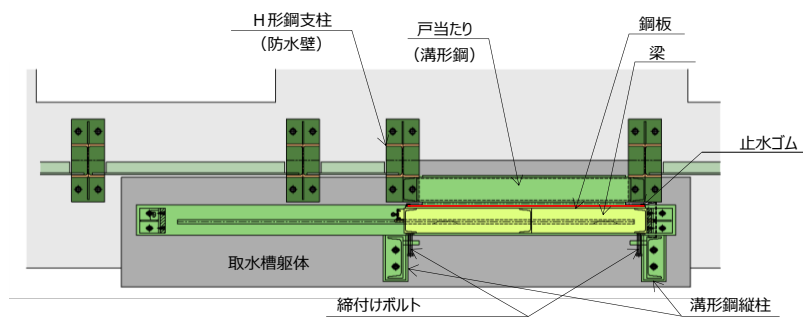 H形鋼支柱
（防水壁）
戸当たり
（溝形鋼）
鋼板
梁
止水ゴム
取水槽躯体
締付けボルト
溝形鋼縦柱